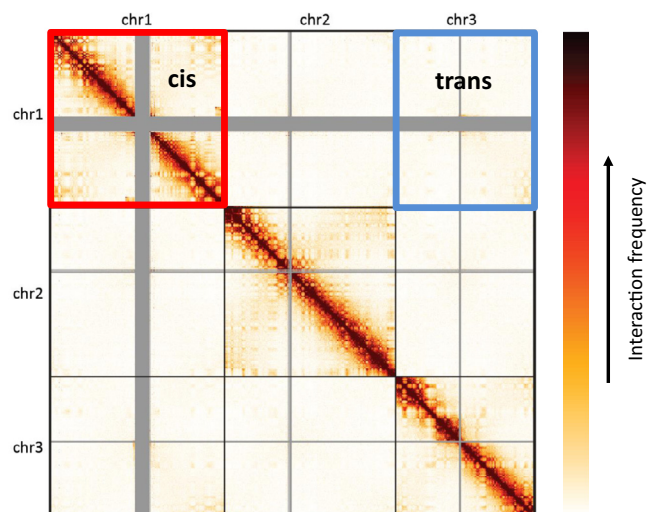 chr1
chr2
chr3
cis
trans
chr1
chr2
chr3
Interaction frequency